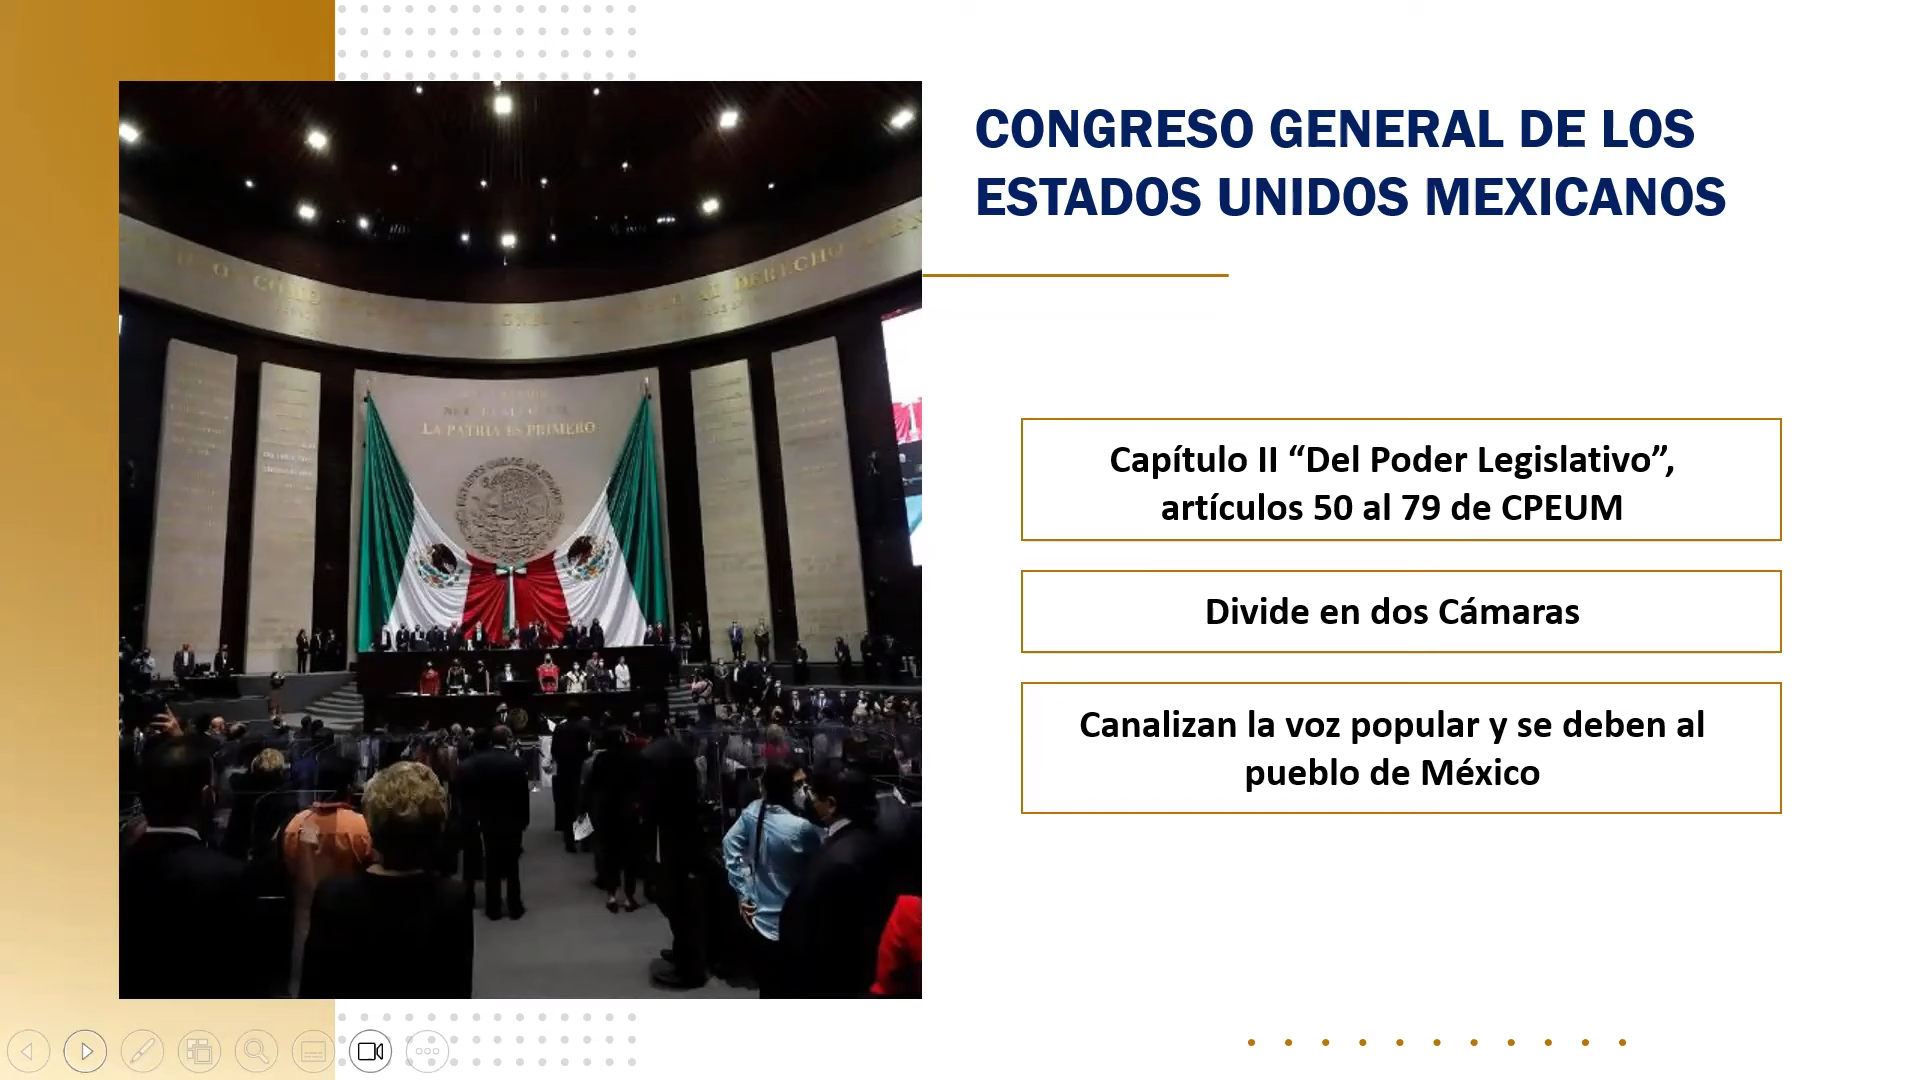 CONGRESO GENERAL DE LOS
ESTADOS UNIDOS MEXICANOS
LA PATRIA ES PRIMERO
Capítulo II “Del Poder Legislativo”,
artículos 50 al 79 de CPEUM
Divide en dos Cámaras
Canalizan la voz popular y se deben al
pueblo de México